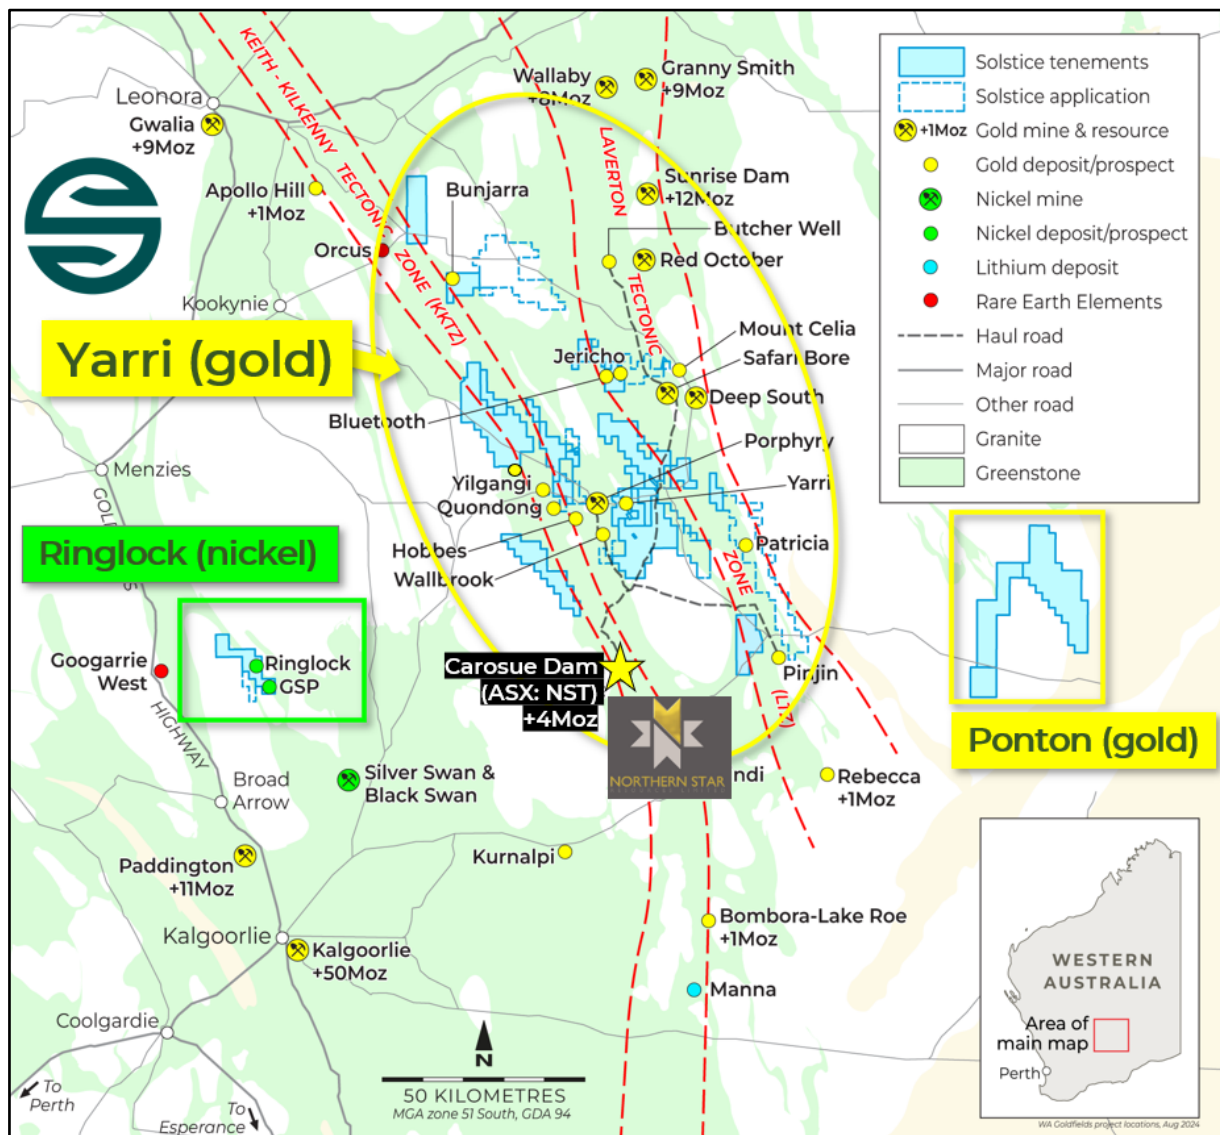 KEITH - KILKENNY TECTONIC ZONE (KKTZ)
LAVERTON TECTONIC ZONE (LTZ)
Leonora
Gwalia
+9Moz
Wallaby
+8Moz
Granny Smith
+9Moz
Apollo Hill
+1Moz
Bunjarra
Sunrise Dam
+12Moz
Butcher Well
Orcus
Red October
Kookynie
Yarri (gold)
Mount Celia
Jericho
Safari Bore
Deep South
Bluetooth
Porphyry
Menzies
Yilgangi
Yarri
Quondong
Hobbes
Patricia
Wallbrook
Ringlock (nickel)
GOLDFIELDS
HIGHWAY
Googarrie
West
Ringlock
GSP
Carosue Dam
(ASX: NST)
+4Moz
Pinjin
NORTHERN STAR
ndi
Ponton (gold)
Silver Swan &
Black Swan
Rebecca
+1Moz
Broad
Arrow
Paddington
+11Moz
Kurnalpi
Kalgoorlie
Kalgoorlie
+50Moz
Bombora-Lake Roe
+1Moz
Manna
Coolgardie
To
Perth
To
Esperance
N
50 KILOMETRES
MGA zone 51 South, GDA 94
Solstice tenements
Solstice application
+1Moz Gold mine & resource
Gold deposit/prospect
Nickel mine
Nickel deposit/prospect
Lithium deposit
Rare Earth Elements
Haul road
Major road
Other road
Granite
Greenstone
WESTERN
AUSTRALIA
Area of
main map
Perth
WA Goldfields project locations, Aug 2024